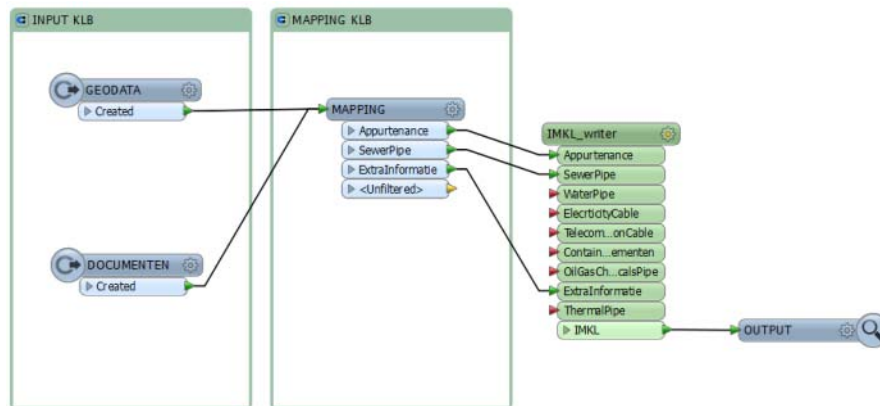 INPUT KLB
MAPPING KLB
GEODATA
Created
MAPPING
Appurtenance
SewerPipe
ExtraInformatie
<Unfiltered>
DOCUMENTEN
Created
IMKL_writer
Appurtenance
SewerPipe
WaterPipe
ElecrticityCable
Telecom...onCable
Contain...ementen
OilGasCh...calsPipe
ExtraInformatie
ThermalPipe
IMKL
OUTPUT